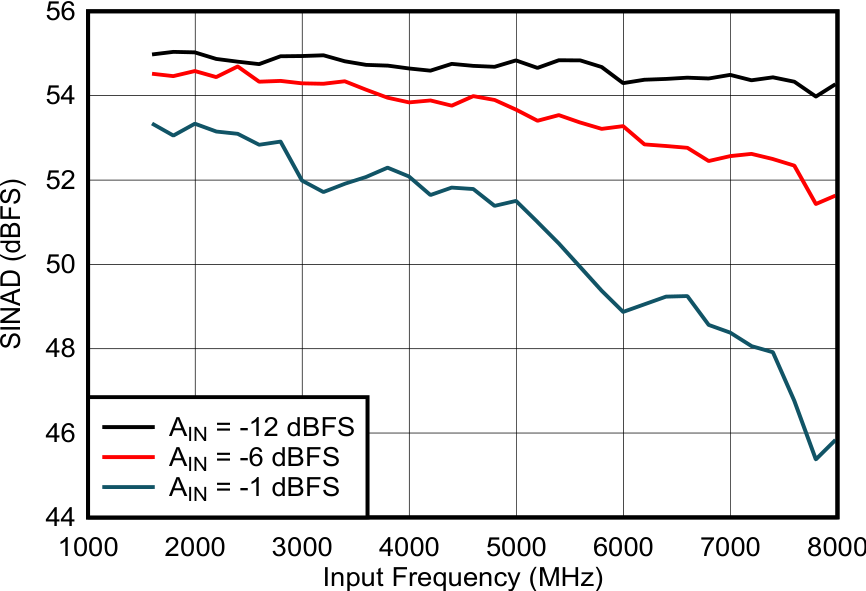 56
54
52
50
48
46
44
SINAD (dBFS)
AIN = -12 dBFS
AIN = -6 dBFS
AIN = -1 dBFS
1000 2000 3000 4000 5000 6000 7000 8000
Input Frequency (MHz)